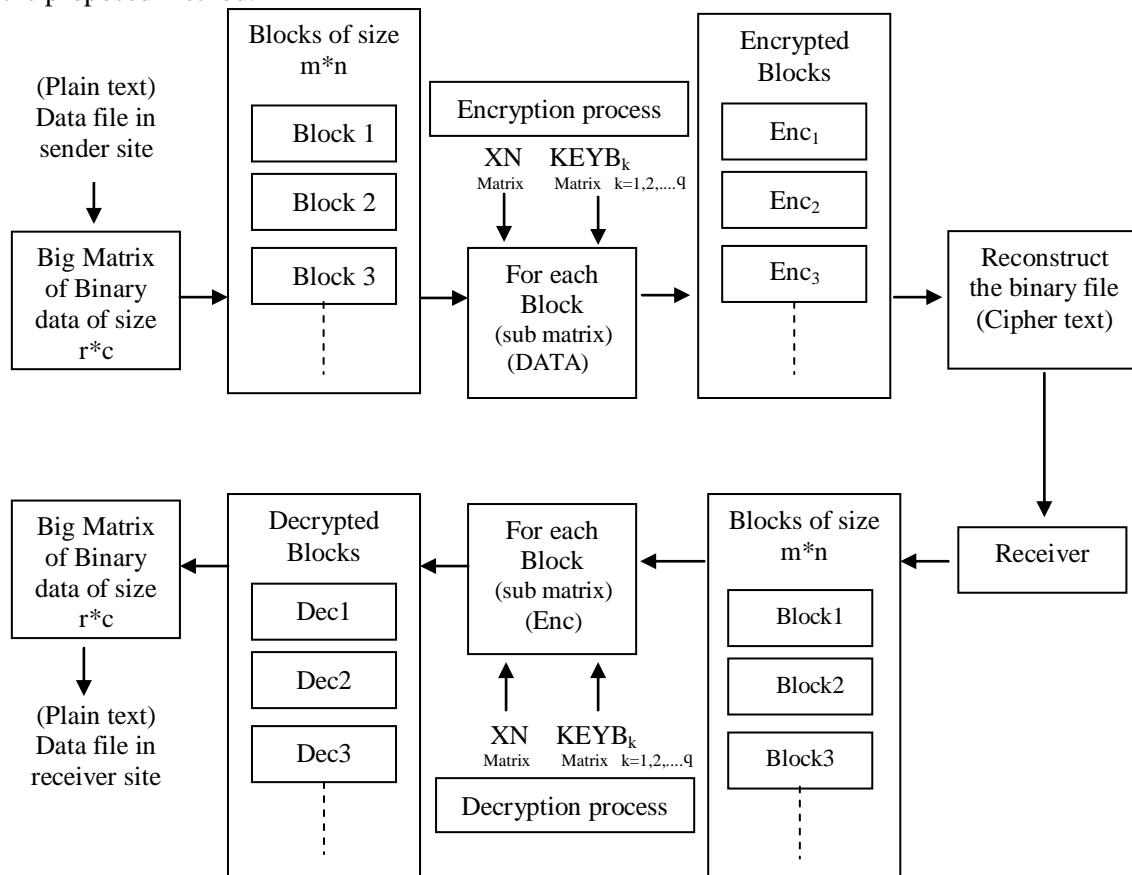 (Plain text)
Data file in
sender site
Big Matrix
of Binary
data of size
r*c
Blocks of size
m*n
Block 1
Block 2
Block 3
Encryption process
XN KEYB_k
Matrix Matrix k=1,2,....q
For each
Block
(sub matrix)
(DATA)
Encrypted
Blocks
Enc_1
Enc_2
Enc_3
Reconstruct
the binary file
(Cipher text)
Receiver
Blocks of size
m*n
Block1
Block2
Block3
For each
Block
(sub matrix)
(Enc)
XN KEYB_k
Matrix Matrix k=1,2,....q
Decryption process
Decrypted
Blocks
Dec1
Dec2
Dec3
Big Matrix
of Binary
data of size
r*c
(Plain text)
Data file in
receiver site